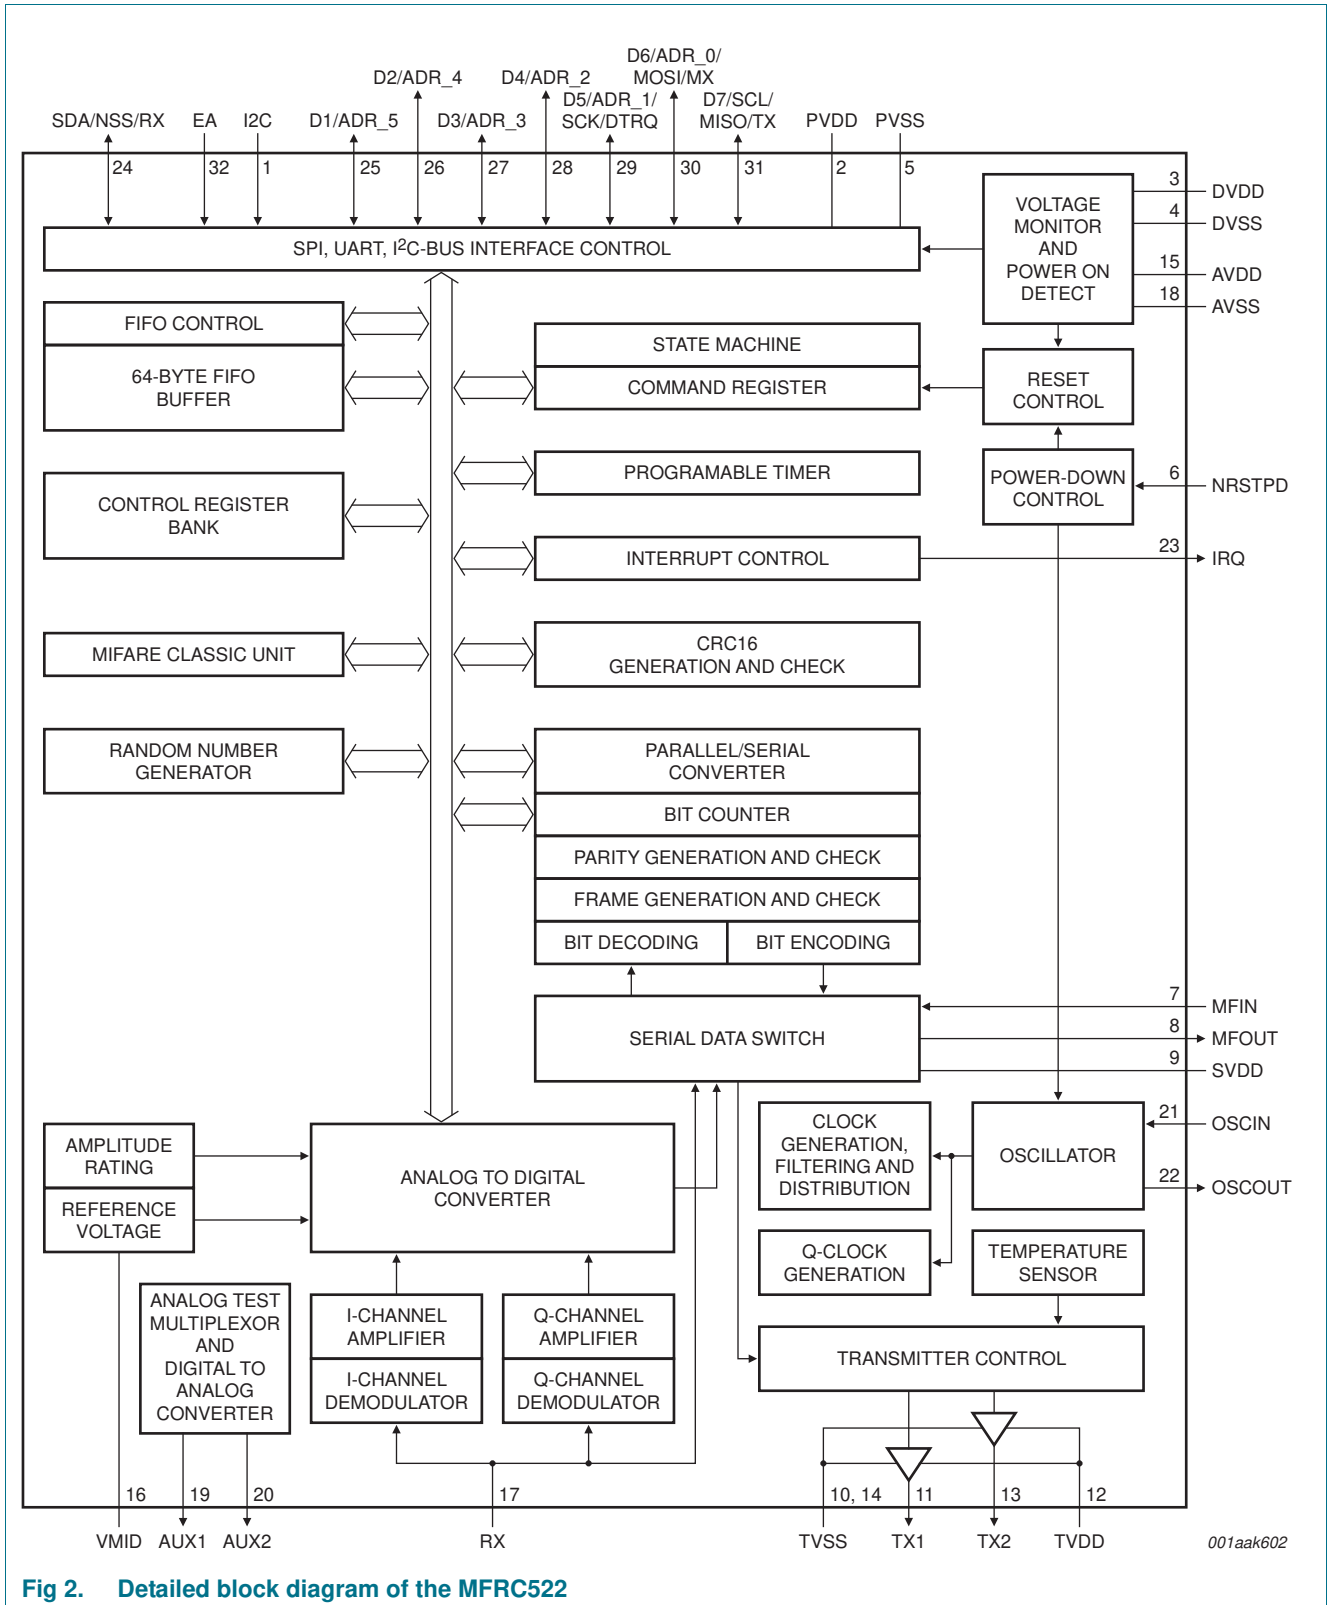 D6/ADR_0/
MOSI/MX
D2/ADR_4
D4/ADR_2
D5/ADR_1/
SCK/DTRQ
D7/SCL/
MISO/TX
SDA/NSS/RX
EA
I2C
D1/ADR_5
D3/ADR_3
PVDD
PVSS
24
32
1
25
26
27
28
29
30
31
2
5
3
DVDD
4
DVSS
15
AVDD
18
AVSS
VOLTAGE
MONITOR
AND
POWER ON
DETECT
SPI, UART, I²C-BUS INTERFACE CONTROL
FIFO CONTROL
64-BYTE FIFO
BUFFER
STATE MACHINE
COMMAND REGISTER
RESET
CONTROL
CONTROL REGISTER
BANK
PROGRAMABLE TIMER
POWER-DOWN
CONTROL
6
NRSTPD
INTERRUPT CONTROL
23
IRQ
MIFARE CLASSIC UNIT
CRC16
GENERATION AND CHECK
RANDOM NUMBER
GENERATOR
PARALLEL/SERIAL
CONVERTER
BIT COUNTER
PARITY GENERATION AND CHECK
FRAME GENERATION AND CHECK
BIT DECODING
BIT ENCODING
SERIAL DATA SWITCH
7
MFIN
8
MFOUT
9
SVDD
AMPLITUDE
RATING
REFERENCE
VOLTAGE
ANALOG TO DIGITAL
CONVERTER
CLOCK
GENERATION,
FILTERING AND
DISTRIBUTION
OSCILLATOR
21
OSCIN
22
OSCOUT
Q-CLOCK
GENERATION
TEMPERATURE
SENSOR
ANALOG TEST
MULTIPLEXOR
AND
DIGITAL TO
ANALOG
CONVERTER
I-CHANNEL
AMPLIFIER
I-CHANNEL
DEMODULATOR
Q-CHANNEL
AMPLIFIER
Q-CHANNEL
DEMODULATOR
TRANSMITTER CONTROL
16
19
20
17
10, 14
11
13
12
VMID
AUX1
AUX2
RX
TVSS
TX1
TX2
TVDD
001aak602
Fig 2. Detailed block diagram of the MFRC522